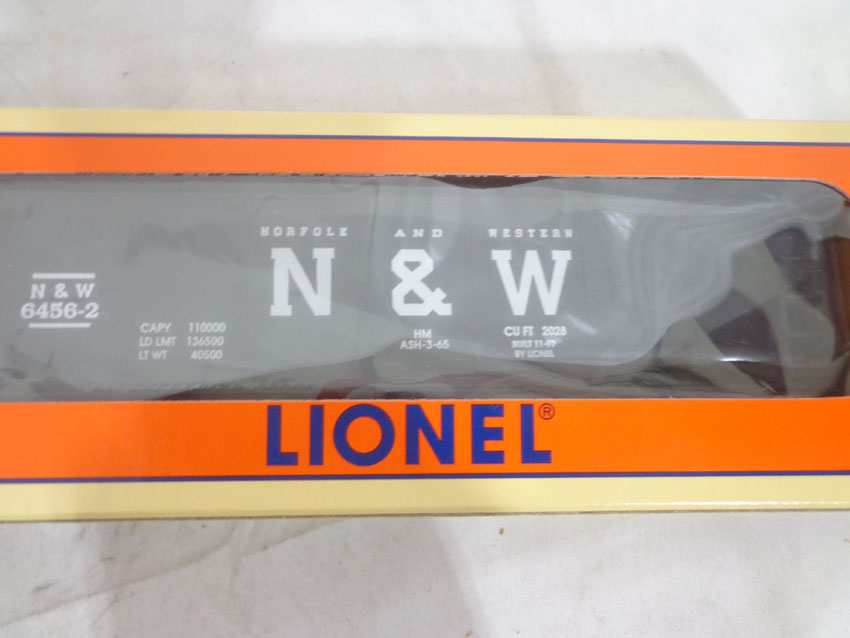 NORFOLK AND WESTERN
N & W
N & W
6456-2
CAPY 110000
LD LMT 136500
LT WT 40500
HM
ASH-3-65
CU FT 2028
BUILT 11-97
BY LIONEL
LIONEL®